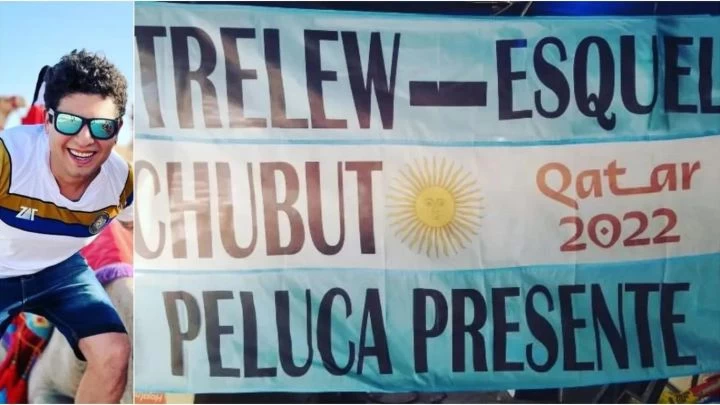 TRELEW—ESQUEL
CHUBUT
Qatar
2022
PELUCA PRESENTE